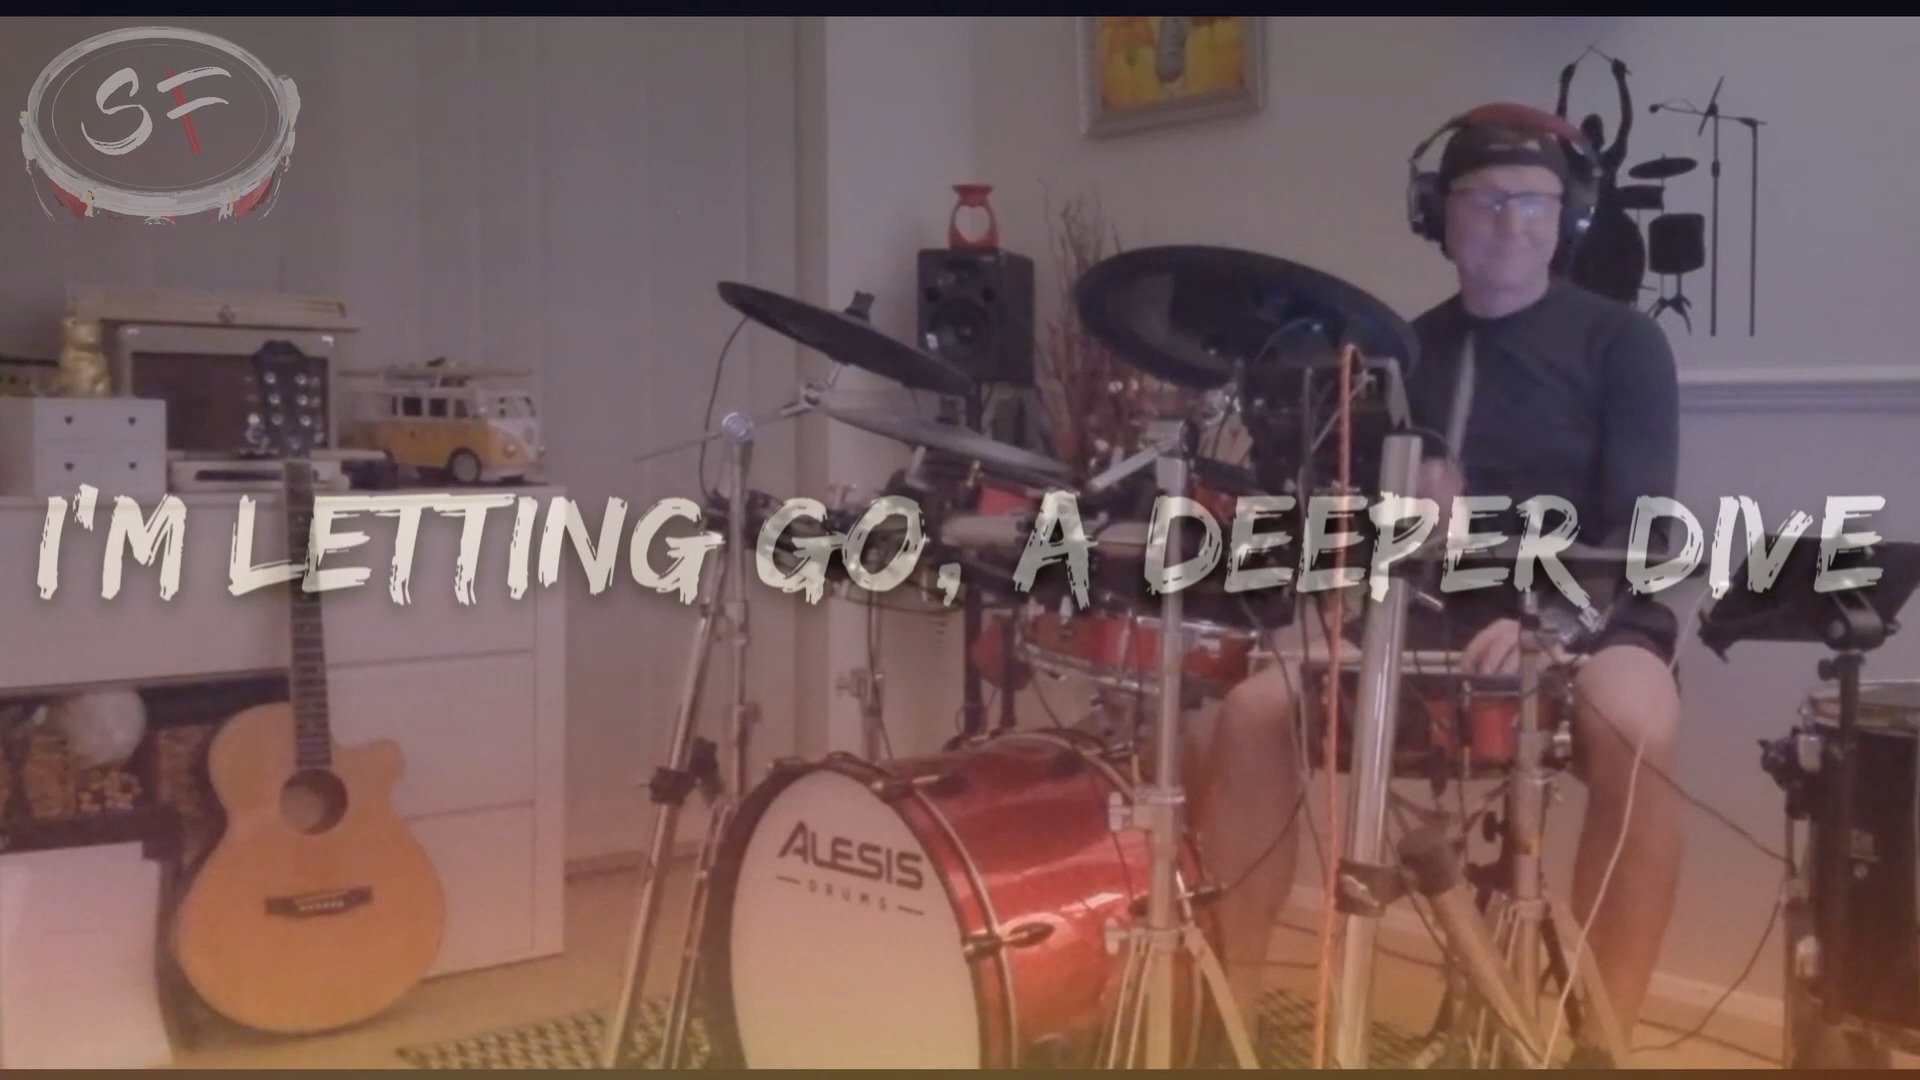 SF
I'M LETTING GO, A DEEPER DIVE
ALESIS
DRUMS